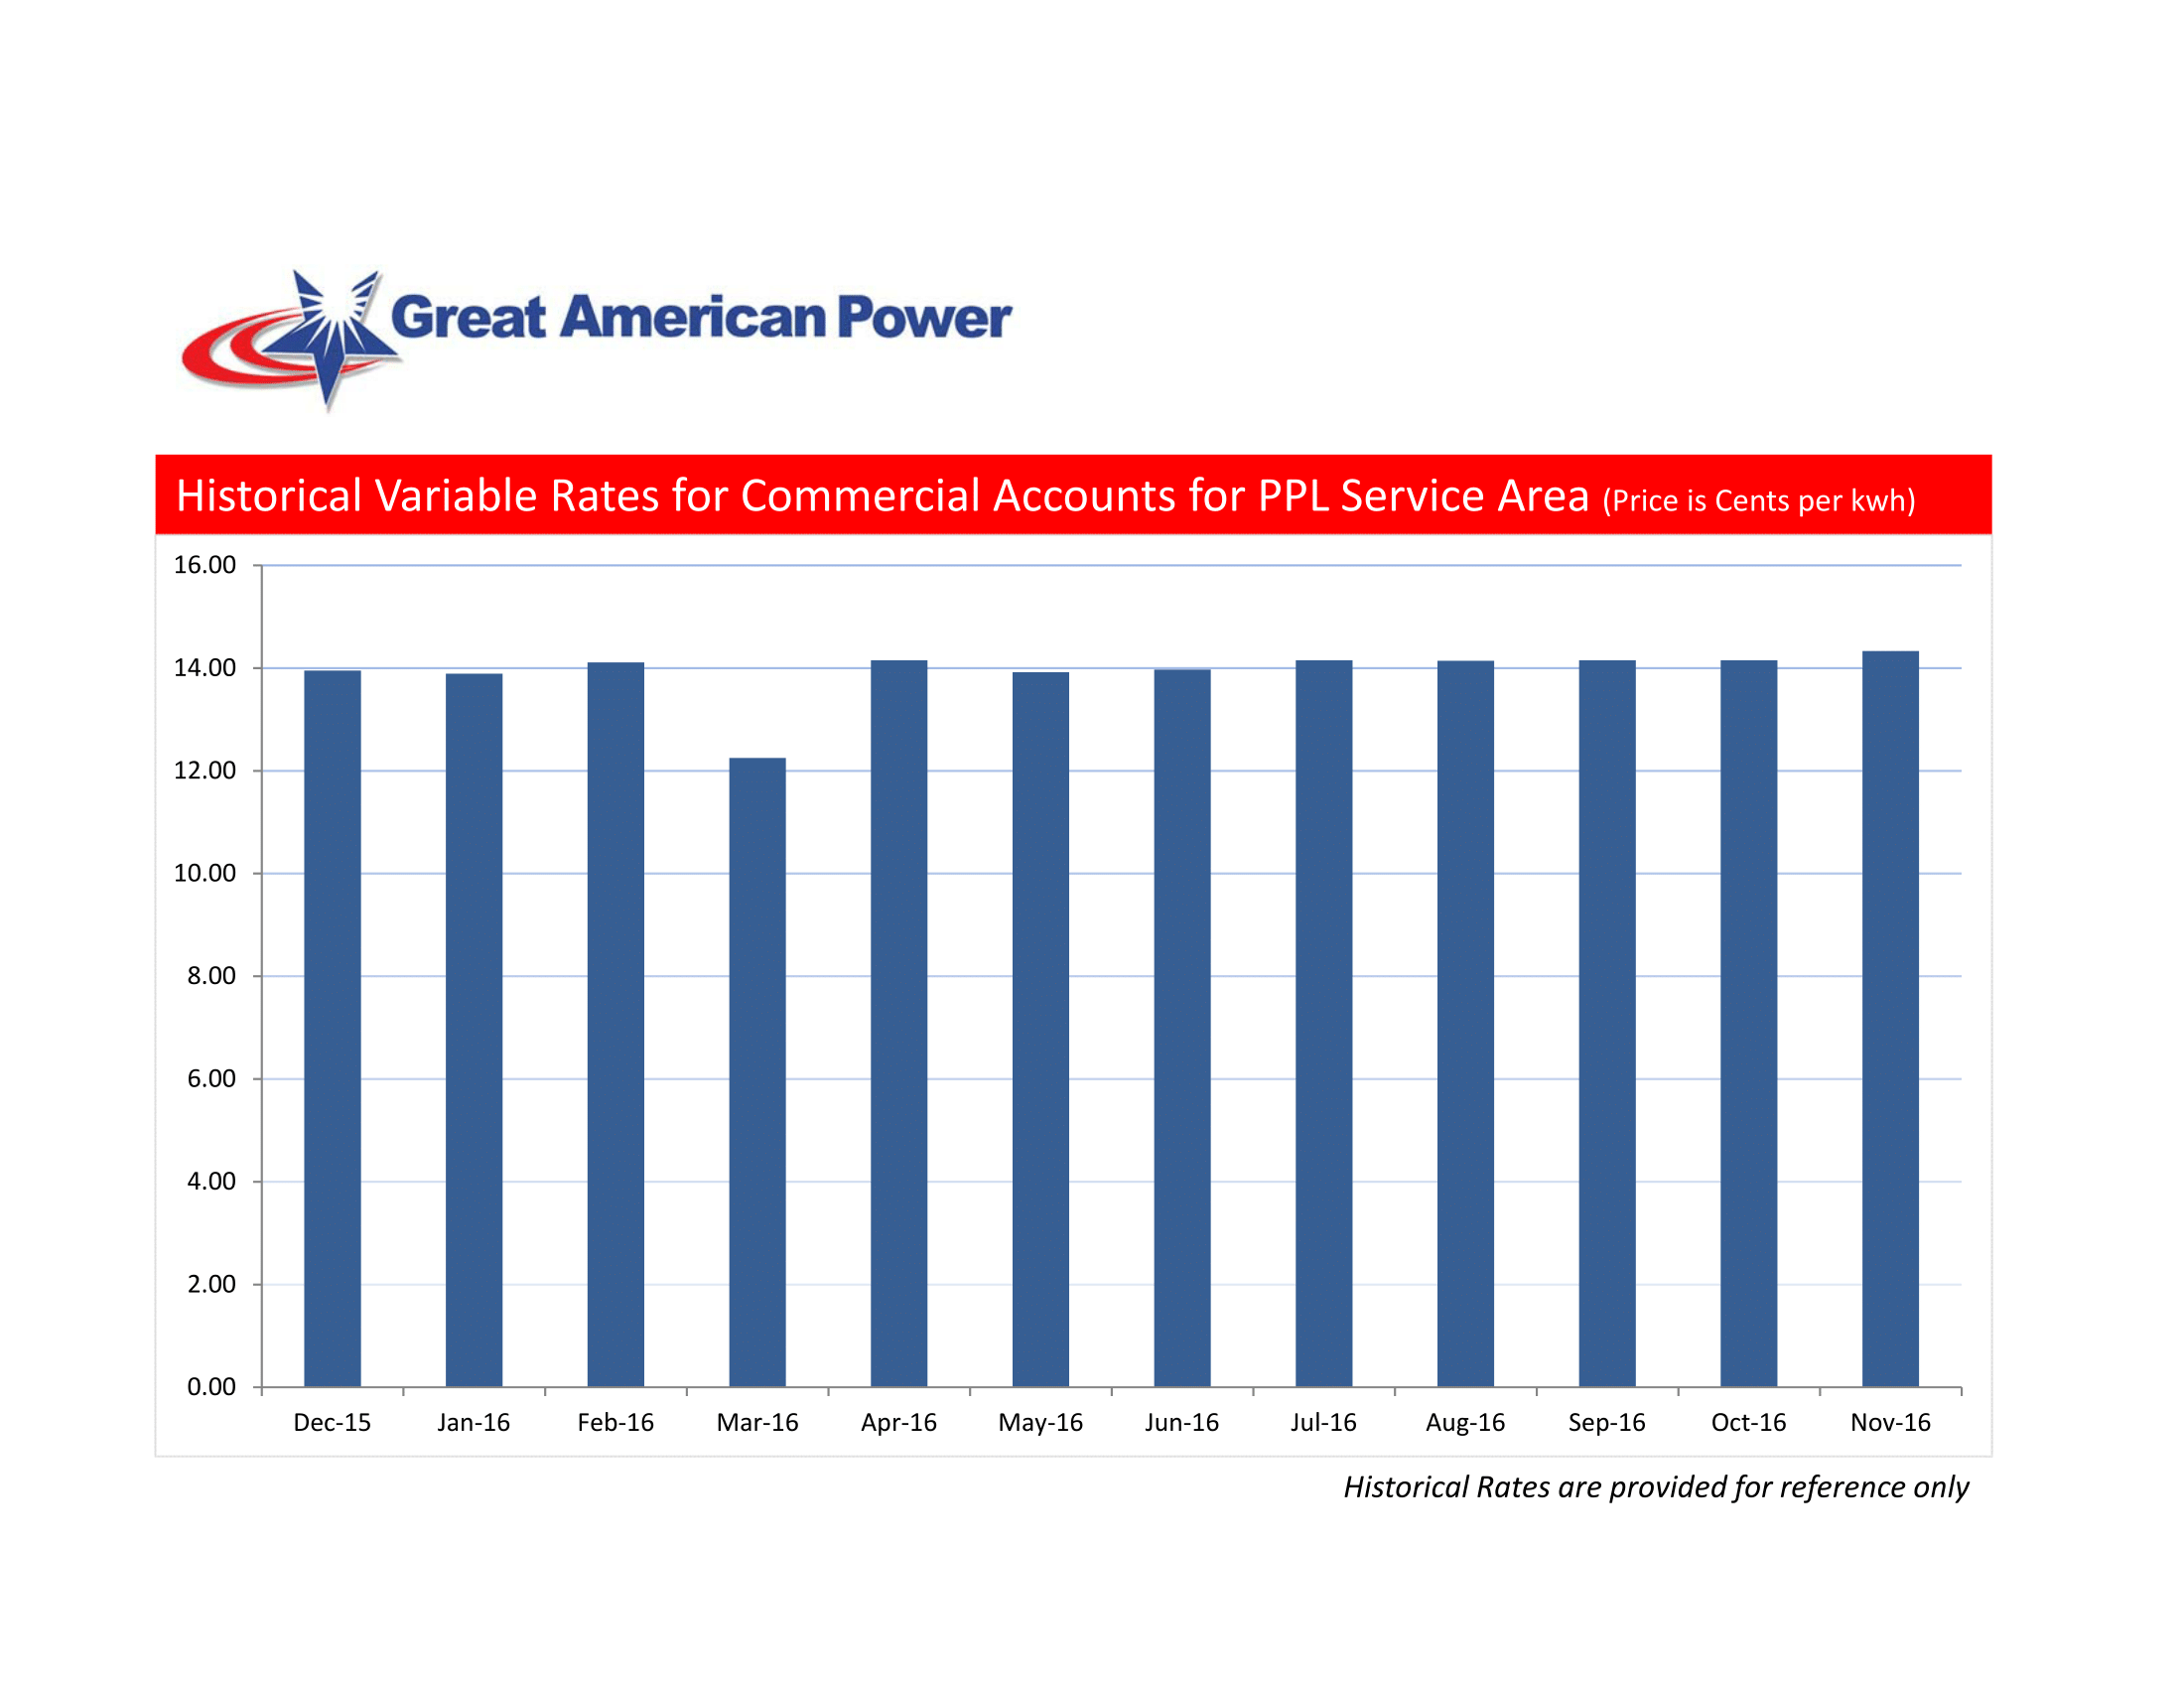 Great American Power
Historical Variable Rates for Commercial Accounts for PPL Service Area (Price is Cents per kwh)
16.00
14.00
12.00
10.00
8.00
6.00
4.00
2.00
0.00
Dec-15 Jan-16 Feb-16 Mar-16 Apr-16 May-16 Jun-16 Jul-16 Aug-16 Sep-16 Oct-16 Nov-16
Historical Rates are provided for reference only